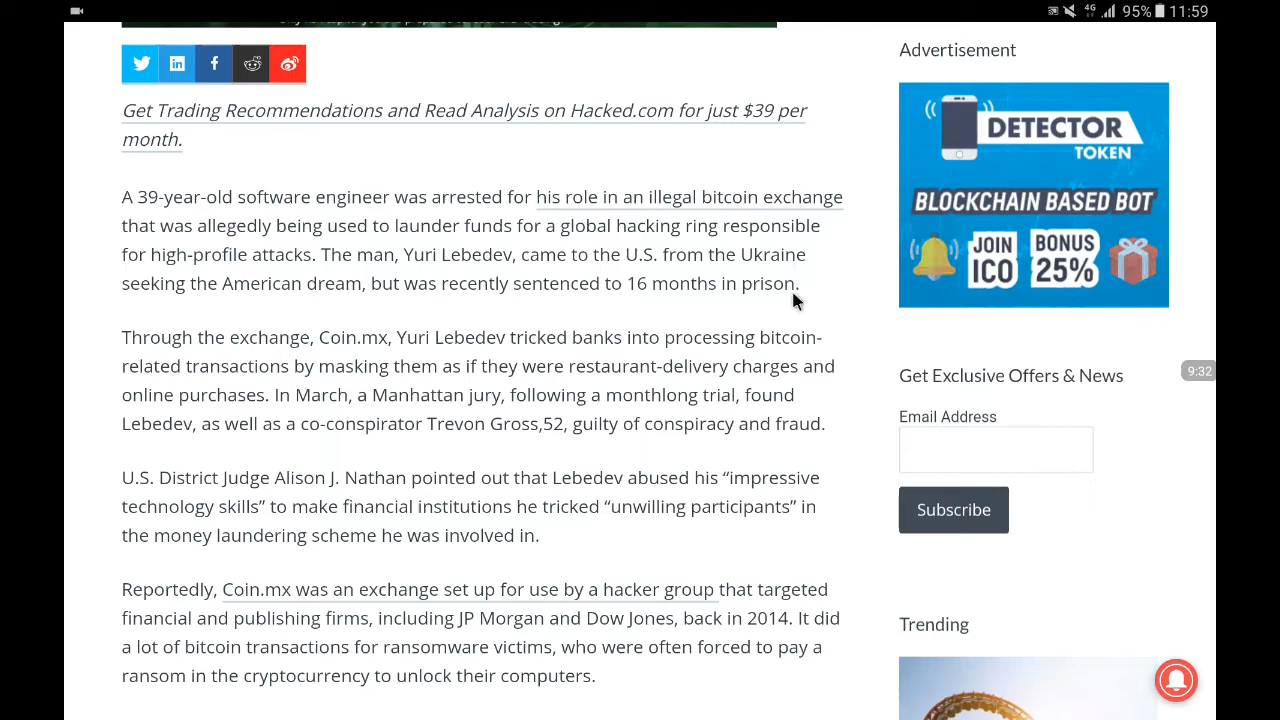 4G 95% 11:59
Get Trading Recommendations and Read Analysis on Hacked.com for just $39 per
month.
A 39-year-old software engineer was arrested for his role in an illegal bitcoin exchange
that was allegedly being used to launder funds for a global hacking ring responsible
for high-profile attacks. The man, Yuri Lebedev, came to the U.S. from the Ukraine
seeking the American dream, but was recently sentenced to 16 months in prison.
Through the exchange, Coin.mx, Yuri Lebedev tricked banks into processing bitcoin-
related transactions by masking them as if they were restaurant-delivery charges and
online purchases. In March, a Manhattan jury, following a monthlong trial, found
Lebedev, as well as a co-conspirator Trevon Gross,52, guilty of conspiracy and fraud.
U.S. District Judge Alison J. Nathan pointed out that Lebedev abused his “impressive
technology skills” to make financial institutions he tricked “unwilling participants” in
the money laundering scheme he was involved in.
Reportedly, Coin.mx was an exchange set up for use by a hacker group that targeted
financial and publishing firms, including JP Morgan and Dow Jones, back in 2014. It did
a lot of bitcoin transactions for ransomware victims, who were often forced to pay a
ransom in the cryptocurrency to unlock their computers.
Advertisement
DETECTOR
TOKEN
BLOCKCHAIN BASED BOT
JOIN
ICO
BONUS
25%
9:32
Get Exclusive Offers & News
Email Address
Subscribe
Trending